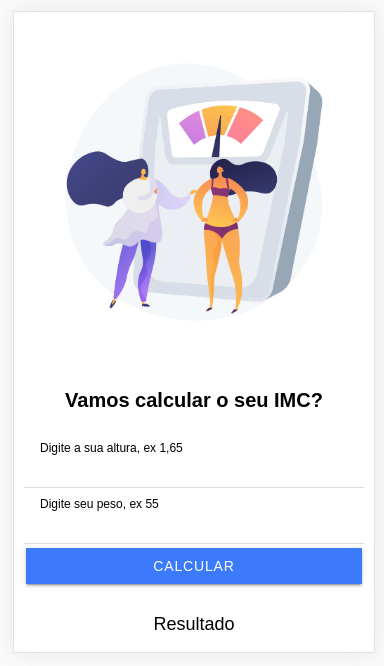 Vamos calcular o seu IMC?
Digite a sua altura, ex 1,65
Digite seu peso, ex 55
CALCULAR
Resultado